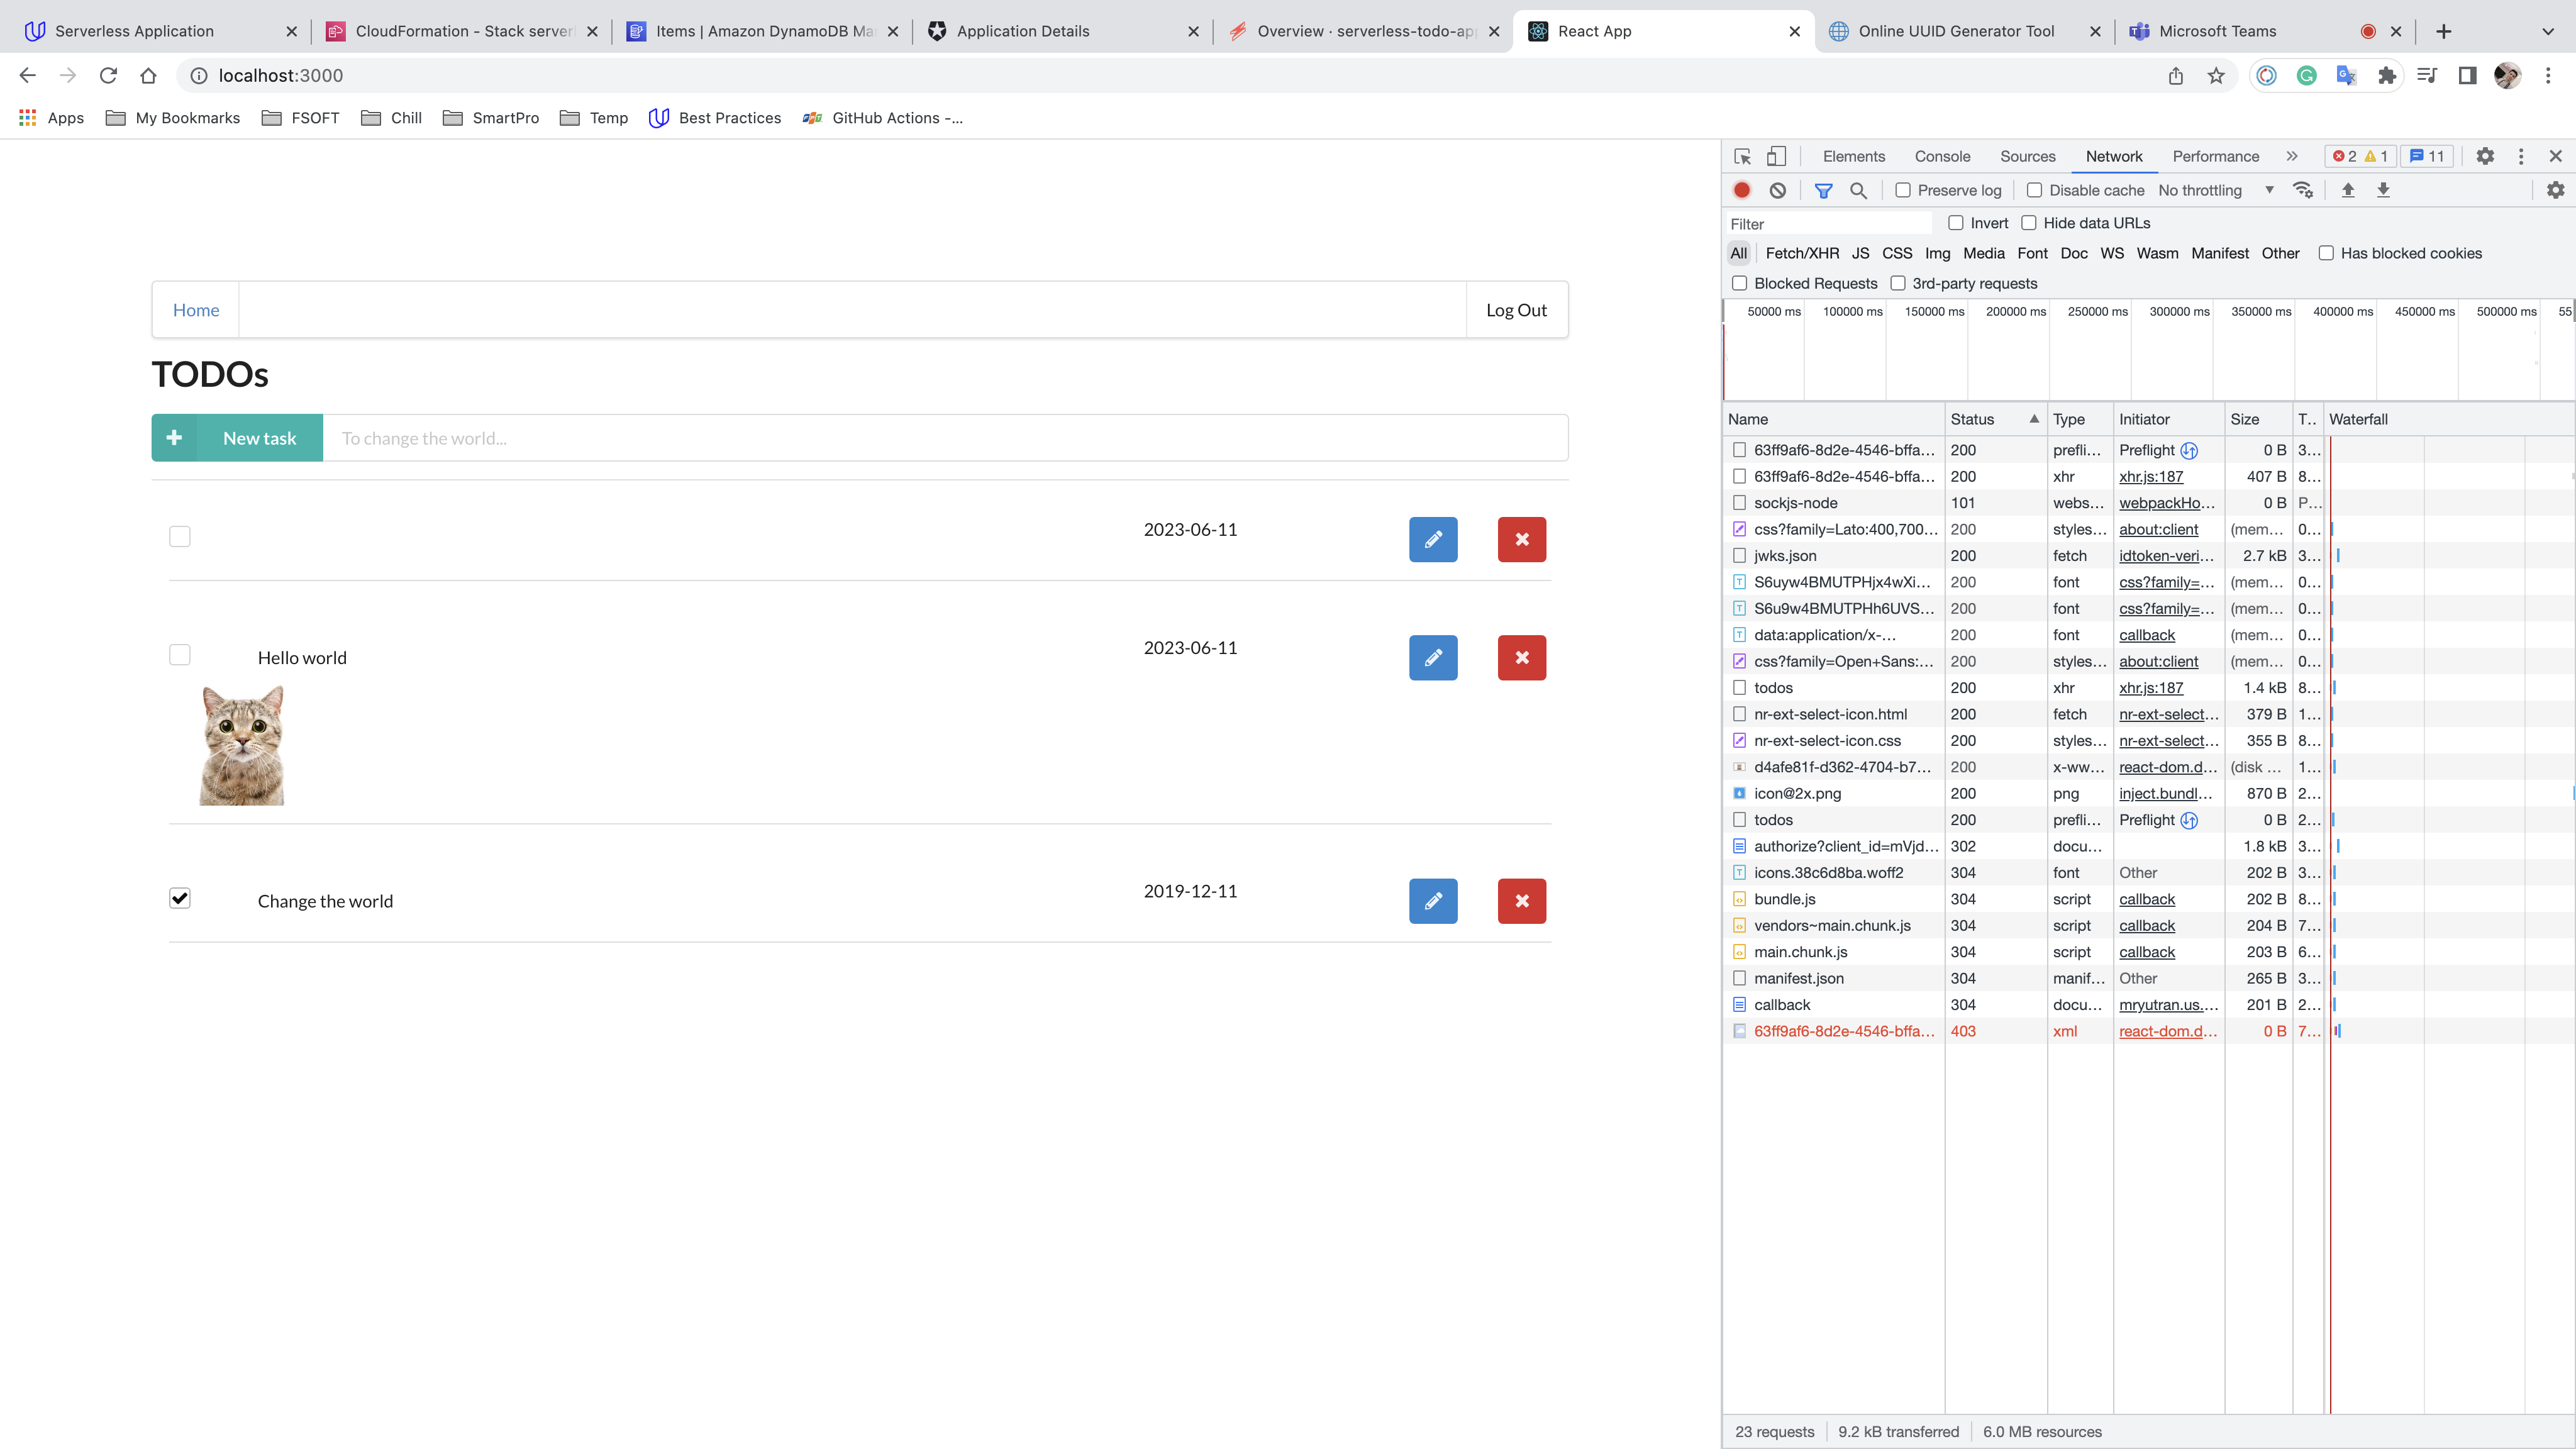 Serverless Application
CloudFormation - Stack server
Items | Amazon DynamoDB Ma
Application Details
Overview · serverless-todo-ap
React App
Online UUID Generator Tool
Microsoft Teams
localhost:3000
Apps
My Bookmarks
FSOFT
Chill
SmartPro
Temp
Best Practices
GitHub Actions -...
Home
Log Out
TODOs
New task
To change the world...
2023-06-11
Hello world
2023-06-11
Change the world
2019-12-11
Elements
Console
Sources
Network
Performance
2
1
11
Preserve log
Disable cache
No throttling
Filter
Invert
Hide data URLs
All
Fetch/XHR
JS
CSS
Img
Media
Font
Doc
WS
Wasm
Manifest
Other
Has blocked cookies
Blocked Requests
3rd-party requests
50000 ms
100000 ms
150000 ms
200000 ms
250000 ms
300000 ms
350000 ms
400000 ms
450000 ms
500000 ms
55
Name Status Type Initiator Size T.. Waterfall
63ff9af6-8d2e-4546-bffa... 200 prefli... Preflight 0 B 3...
63ff9af6-8d2e-4546-bffa... 200 xhr xhr.js:187 407 B 8...
sockjs-node 101 webs... webpackHo... 0 B P...
css?family=Lato:400,700... 200 styles... about:client (mem... 0...
jwks.json 200 fetch idtoken-veri... 2.7 kB 3...
S6uyw4BMUTPHjx4wXi... 200 font css?family=... (mem... 0...
S6u9w4BMUTPHh6UVS... 200 font css?family=... (mem... 0...
data:application/x-... 200 font callback (mem... 0...
css?family=Open+Sans:... 200 styles... about:client (mem... 0...
todos 200 xhr xhr.js:187 1.4 kB 8...
nr-ext-select-icon.html 200 fetch nr-ext-select... 379 B 1...
nr-ext-select-icon.css 200 styles... nr-ext-select... 355 B 8...
d4afe81f-d362-4704-b7... 200 x-ww... react-dom.d... (disk ... 1...
icon@2x.png 200 png inject.bundl... 870 B 2...
todos 200 prefli... Preflight 0 B 2...
authorize?client_id=mVjd... 302 docu... 1.8 kB 3...
icons.38c6d8ba.woff2 304 font Other 202 B 3...
bundle.js 304 script callback 202 B 8...
vendors~main.chunk.js 304 script callback 204 B 7...
main.chunk.js 304 script callback 203 B 6...
manifest.json 304 manif... Other 265 B 3...
callback 304 docu... mryutran.us.... 201 B 2...
63ff9af6-8d2e-4546-bffa... 403 xml react-dom.d... 0 B 7...
23 requests
9.2 kB transferred
6.0 MB resources